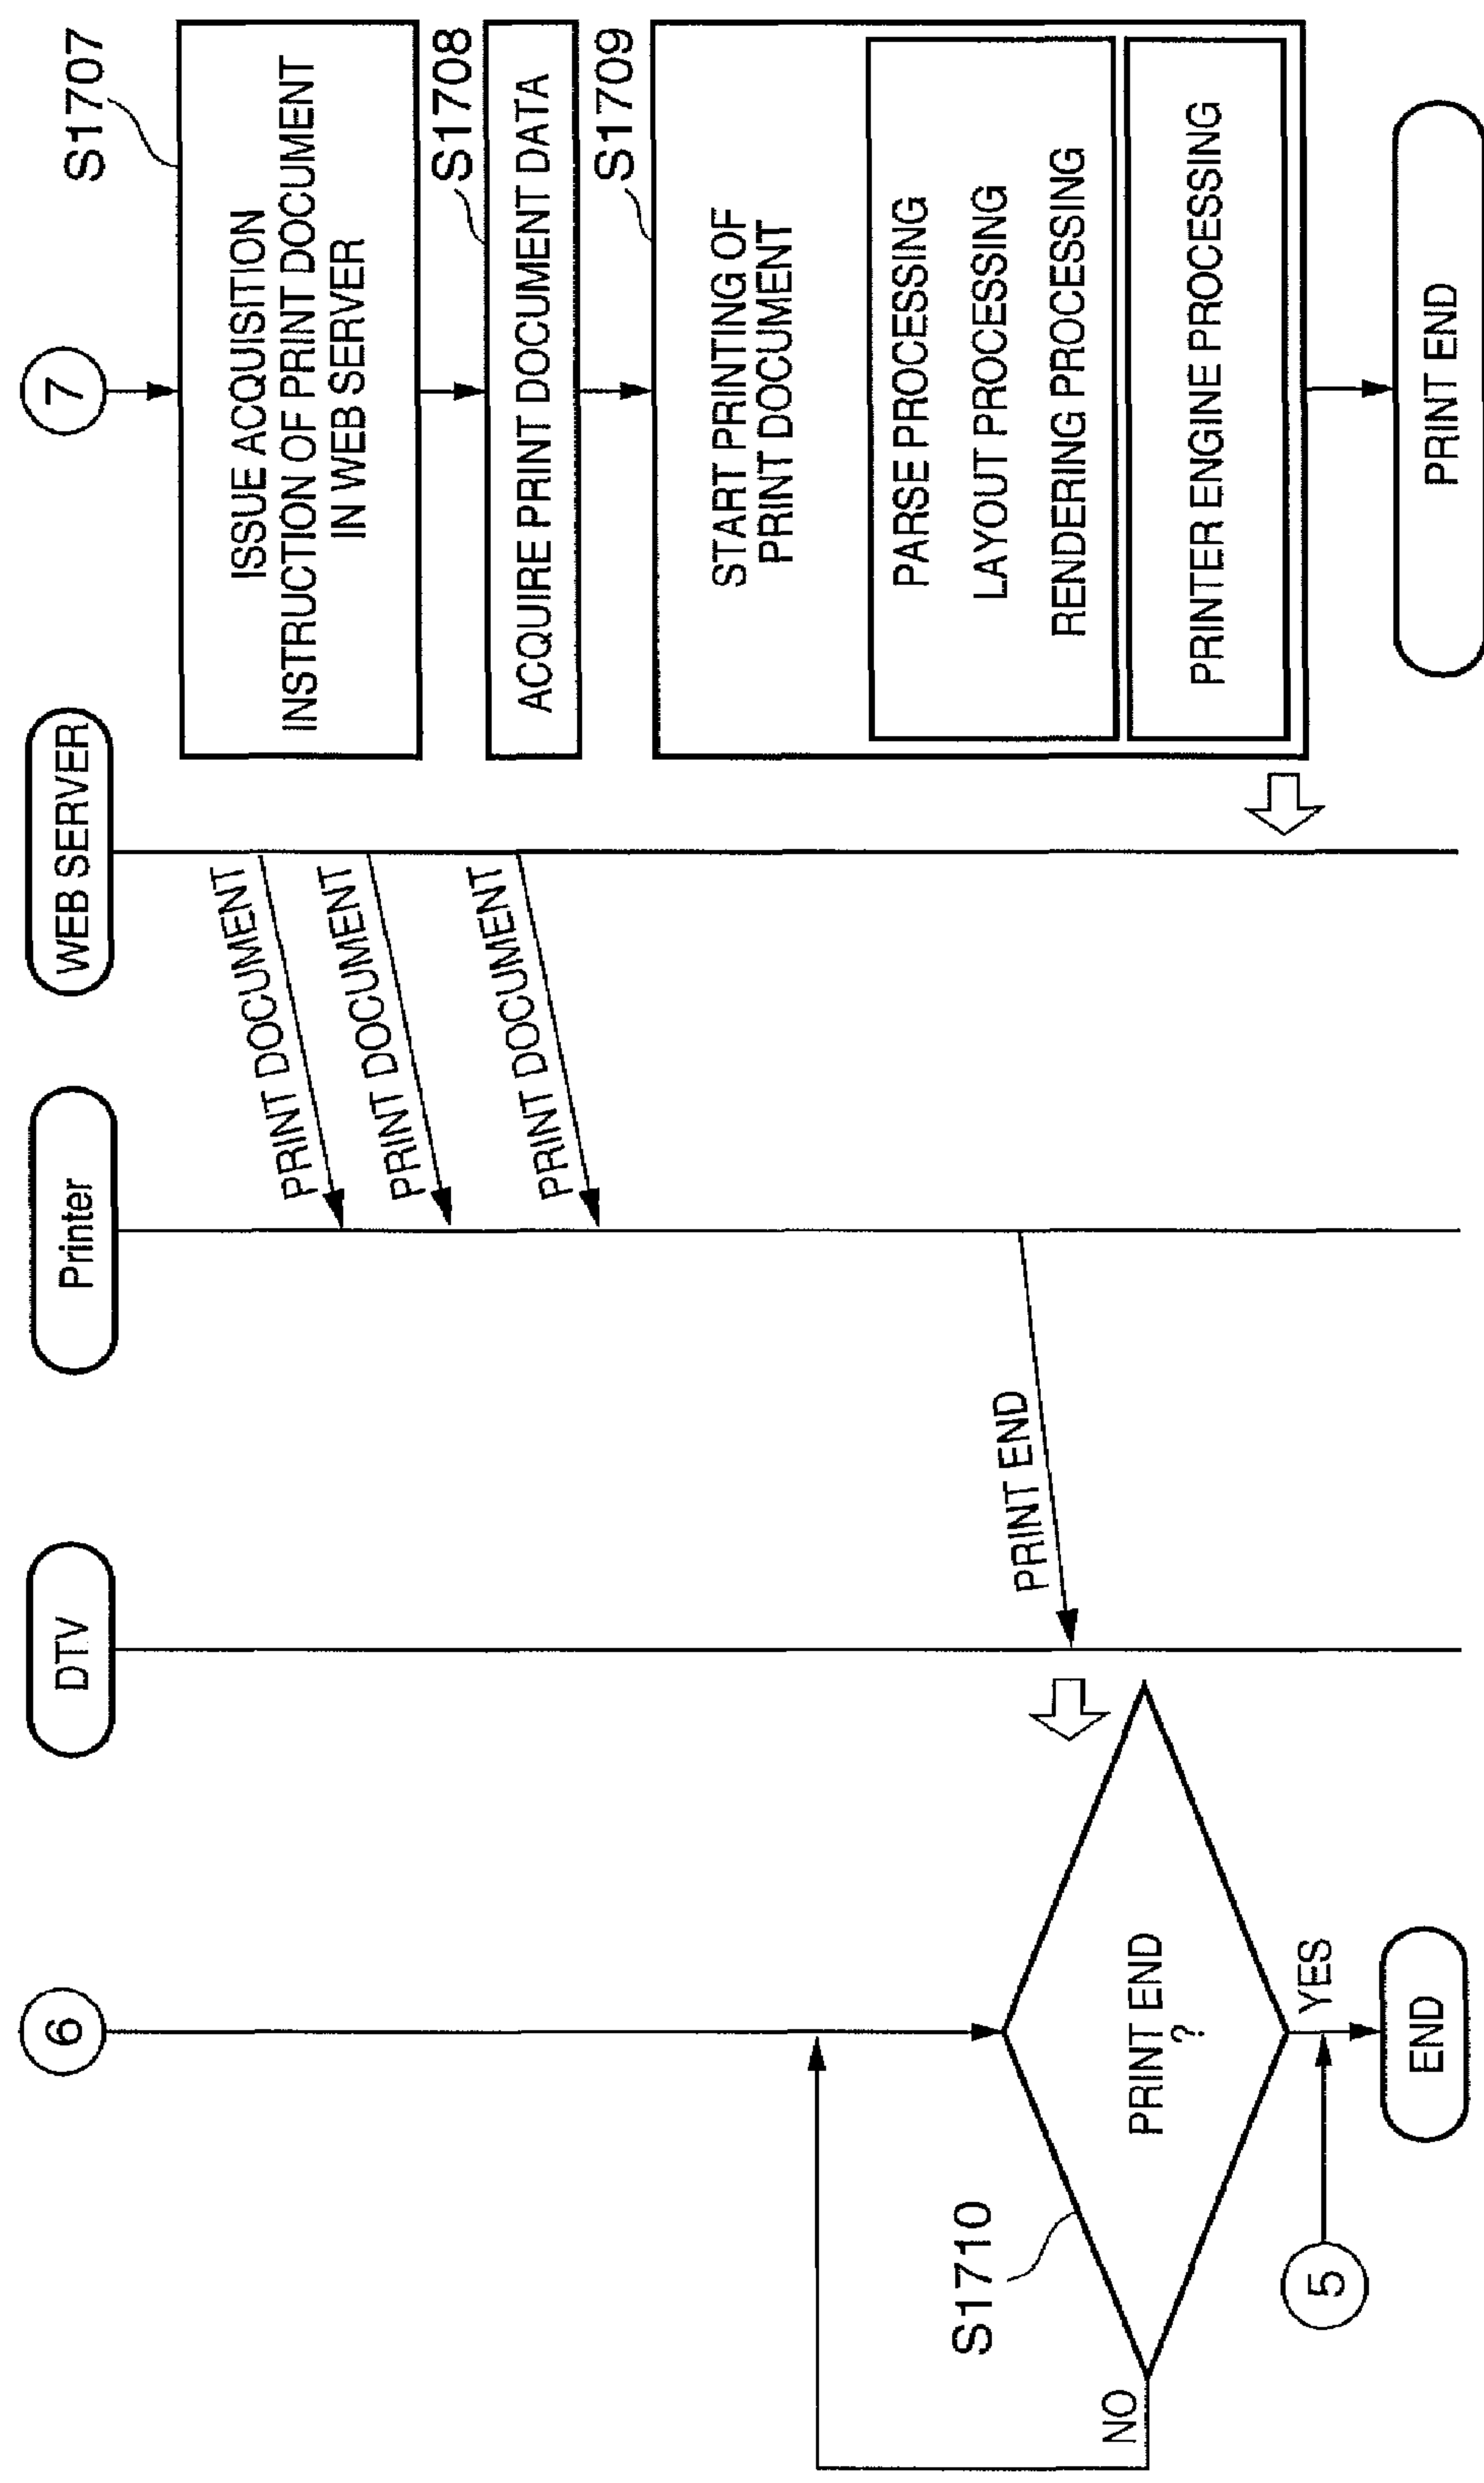 6
DTV
Printer
WEB SERVER
7
S1707
ISSUE ACQUISITION
INSTRUCTION OF PRINT DOCUMENT
IN WEB SERVER
PRINT DOCUMENT
PRINT DOCUMENT
PRINT DOCUMENT
S1708
ACQUIRE PRINT DOCUMENT DATA
S1709
START PRINTING OF
PRINT DOCUMENT
PARSE PROCESSING
LAYOUT PROCESSING
RENDERING PROCESSING
PRINTER ENGINE PROCESSING
PRINT END
PRINT END
S1710
PRINT END
?
NO
YES
5
END